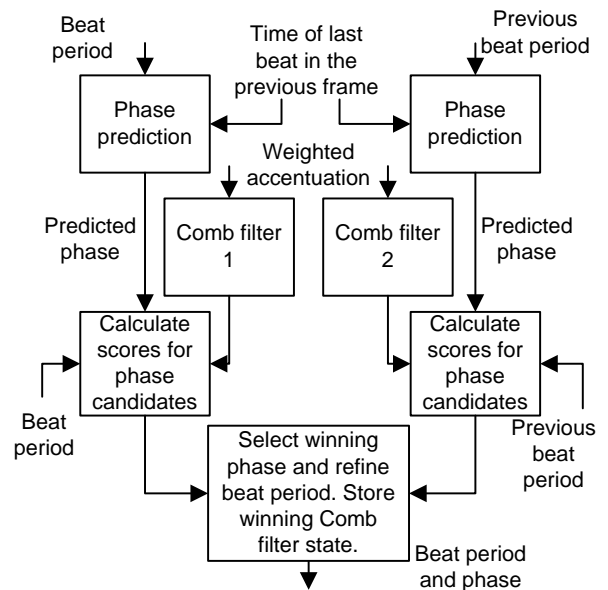 Beat
period
Time of last
beat in the
previous frame
Previous
beat period
Phase
prediction
Phase
prediction
Weighted
accentuation
Predicted
phase
Comb filter
1
Comb filter
2
Predicted
phase
Calculate
scores for
phase
candidates
Calculate
scores for
phase
candidates
Beat
period
Select winning
phase and refine
beat period. Store
winning Comb
filter state.
Previous
beat
period
Beat period
and phase